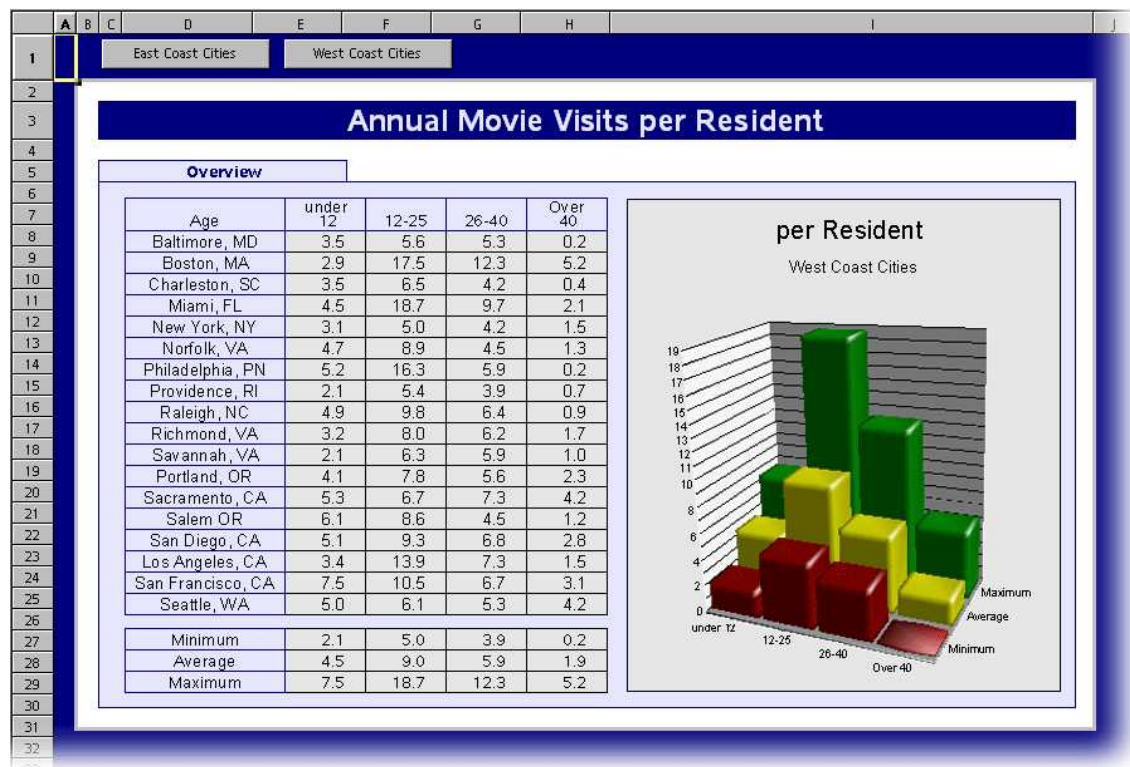 A B C D E F G H I J
1 East Coast Cities West Coast Cities
2
3 Annual Movie Visits per Resident
4
5 Overview
6
7 Age under 12 12-25 26-40 Over 40
8 Baltimore, MD 3.5 5.6 5.3 0.2
9 Boston, MA 2.9 17.5 12.3 5.2
10 Charleston, SC 3.5 6.5 4.2 0.4
11 Miami, FL 4.5 18.7 9.7 2.1
12 New York, NY 3.1 5.0 4.2 1.5
13 Norfolk, VA 4.7 8.9 4.5 1.3
14 Philadelphia, PN 5.2 16.3 5.9 0.2
15 Providence, RI 2.1 5.4 3.9 0.7
16 Raleigh, NC 4.9 9.8 6.4 0.9
17 Richmond, VA 3.2 8.0 6.2 1.7
18 Savannah, VA 2.1 6.3 5.9 1.0
19 Portland, OR 4.1 7.8 5.6 2.3
20 Sacramento, CA 5.3 6.7 7.3 4.2
21 Salem OR 6.1 8.6 4.5 1.2
22 San Diego, CA 5.1 9.3 6.8 2.8
23 Los Angeles, CA 3.4 13.9 7.3 1.5
24 San Francisco, CA 7.5 10.5 6.7 3.1
25 Seattle, WA 5.0 6.1 5.3 4.2
26
27 Minimum 2.1 5.0 3.9 0.2
28 Average 4.5 9.0 5.9 1.9
29 Maximum 7.5 18.7 12.3 5.2
30
31
32
per Resident
West Coast Cities
19
18
17
16
15
14
13
12
11
10
8
6
4
2
0
under 12
12-25
26-40
Over 40
Maximum
Average
Minimum